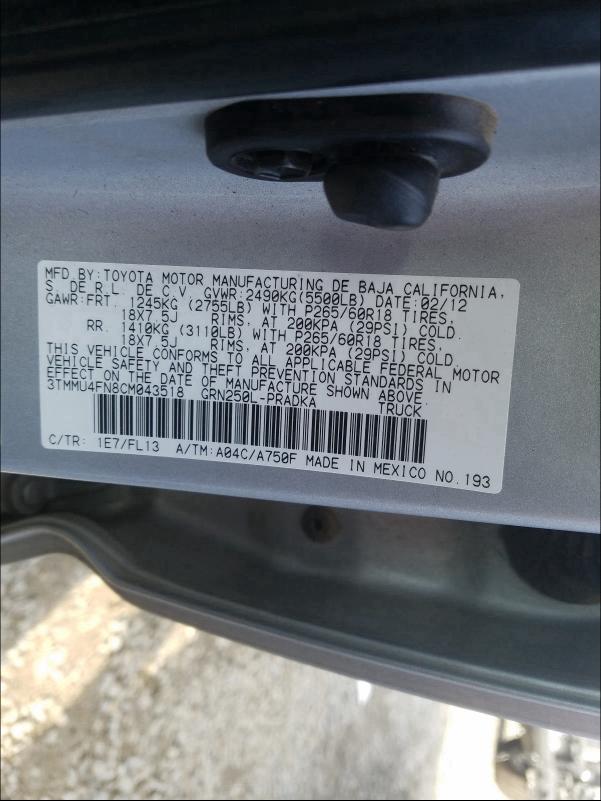 MFD BY: TOYOTA MOTOR MANUFACTURING DE BAJA CALIFORNIA,
S. DE R.L. DE C.V. GVWR: 2490KG(5500LB) DATE: 02/12
GAWR: FRT. 1245KG (2755LB) WITH P265/60R18 TIRES,
18X7.5J RIMS, AT 200KPA (29PSI) COLD.
RR. 1410KG (3110LB) WITH P265/60R18 TIRES,
18X7.5J RIMS, AT 200KPA (29PSI) COLD.
THIS VEHICLE CONFORMS TO ALL APPLICABLE FEDERAL MOTOR
VEHICLE SAFETY AND THEFT PREVENTION STANDARDS IN
EFFECT ON THE DATE OF MANUFACTURE SHOWN ABOVE.
3TMMU4FN8CM043518 GRN250L-PRADKA TRUCK
C/TR: 1E7/FL13 A/TM: A04C/A750F MADE IN MEXICO NO.193